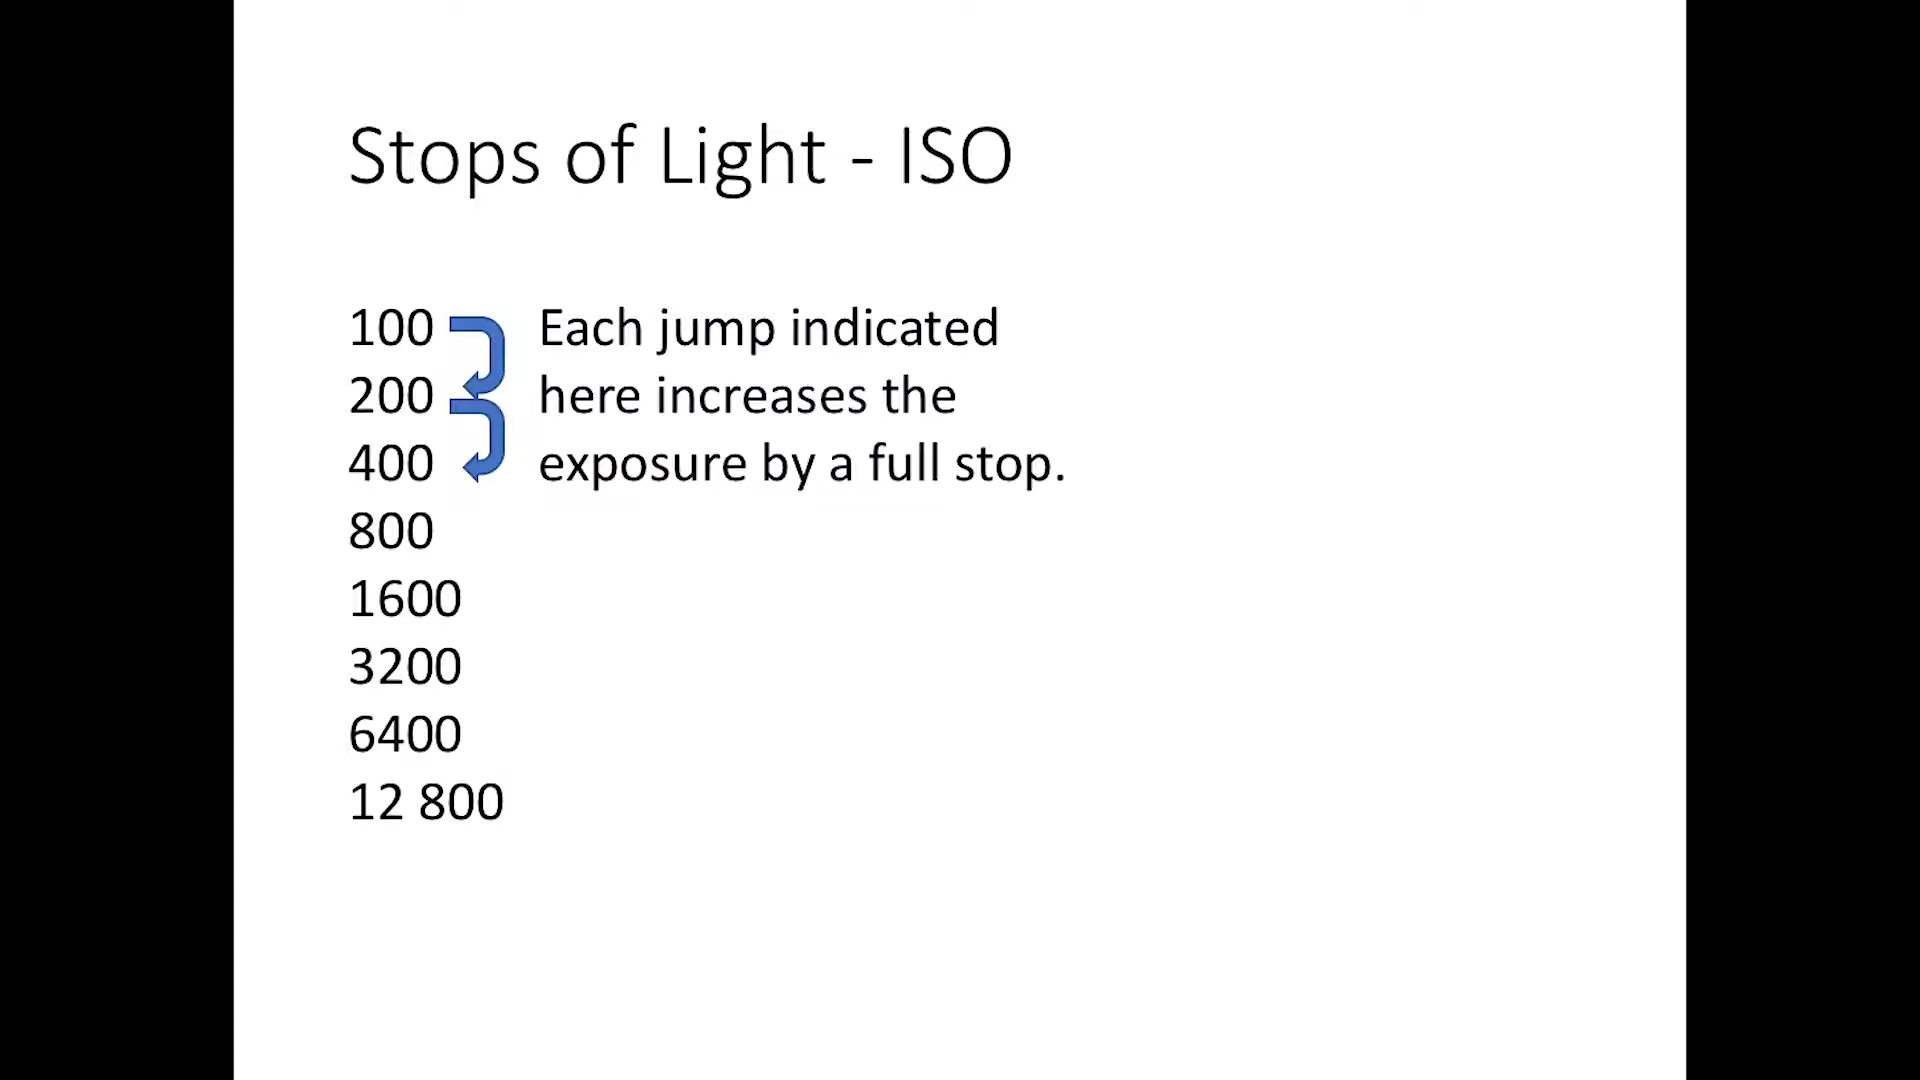 Stops of Light - ISO
100
200
400
800
1600
3200
6400
12 800
Each jump indicated
here increases the
exposure by a full stop.